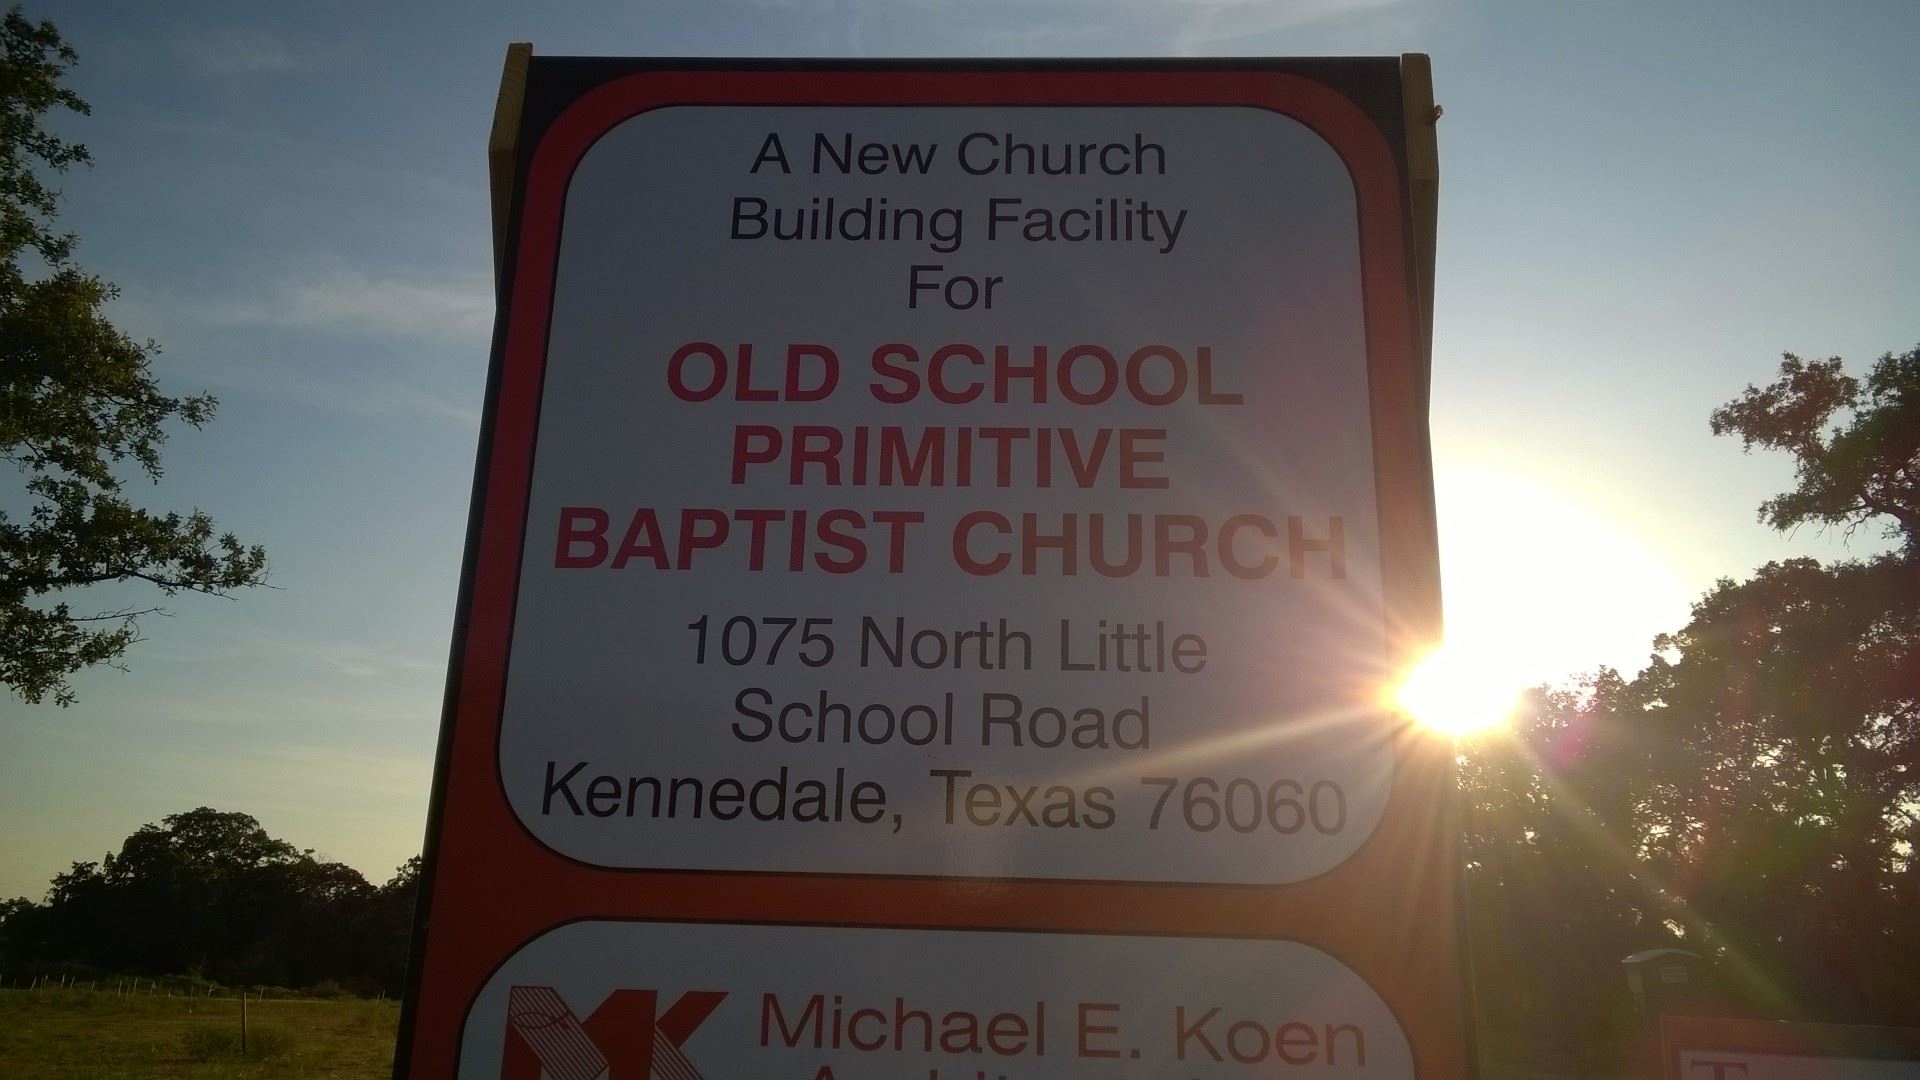 A New Church
Building Facility
For
OLD SCHOOL
PRIMITIVE
BAPTIST CHURCH
1075 North Little
School Road
Kennedale, Texas 76060
MK Michael E. Koen